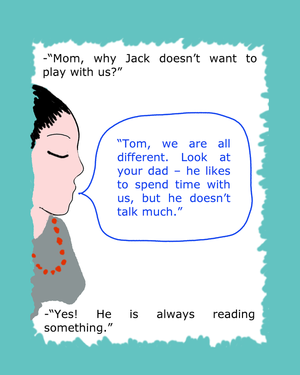 -“Mom, why Jack doesn’t want to
play with us?”
“Tom, we are all
different. Look at
your dad – he likes
to spend time with
us, but he doesn’t
talk much.”
-“Yes! He is always reading
something.”